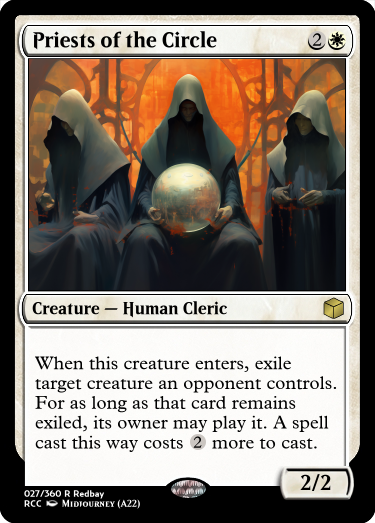 Priests of the Circle 2
Creature — Human Cleric
When this creature enters, exile
target creature an opponent controls.
For as long as that card remains
exiled, its owner may play it. A spell
cast this way costs 2 more to cast.
2/2
027/360 R Redbay
RCC Midjourney (A22)